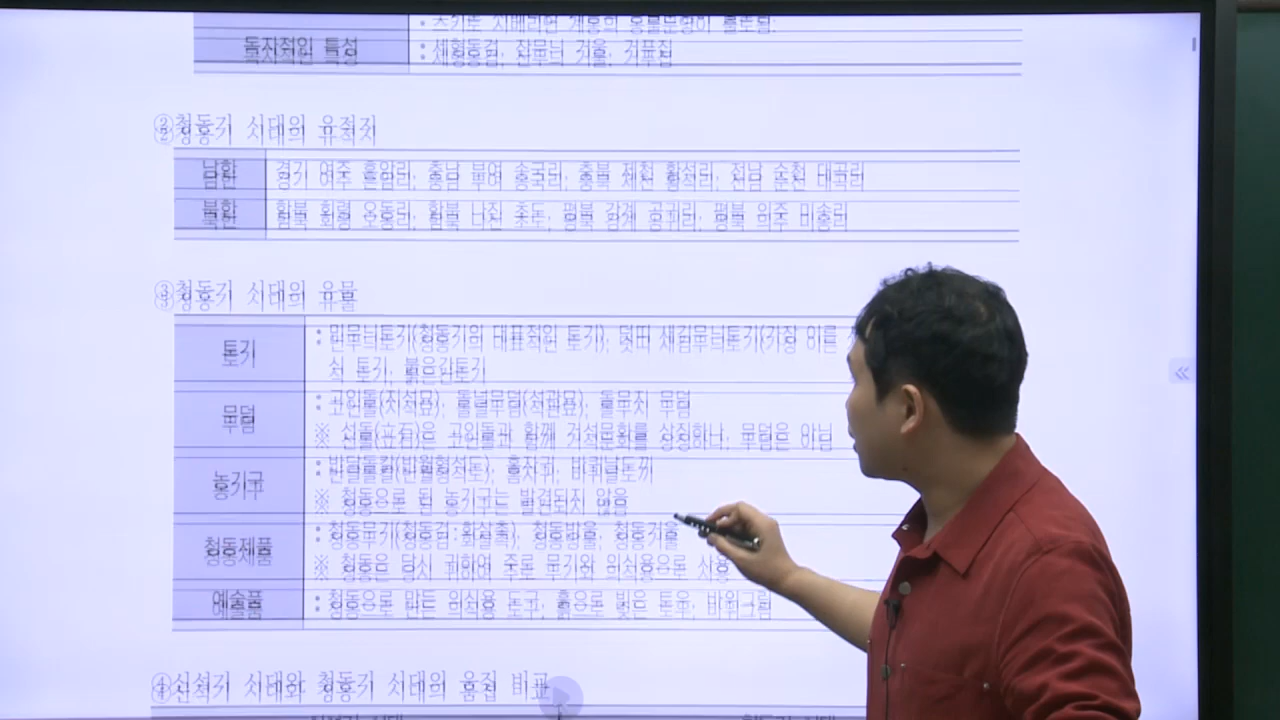 독자적인 특성
• 세형동검, 잔무늬 거울, 거푸집
②청동기 시대의 유적지
남한
경기 여주 흔암리, 충남 부여 송국리, 충북 제천 황석리, 전남 순천 대곡리
북한
함북 회령 오동리, 함북 나진 초도, 평북 강계 공귀리, 평북 의주 미송리
③청동기 시대의 유물
토기
• 민무늬토기(청동기의 대표적인 토기), 덧띠 새김무늬토기(가장 이른
식 토기, 붉은간토기
무덤
• 고인돌(지석묘), 돌널무덤(석관묘), 돌무지 무덤
※ 선돌(立石)은 고인돌과 함께 거석문화를 상징하나, 무덤은 아님
농기구
• 반달돌칼(반월형석도), 홈자귀, 바퀴날도끼
※ 청동으로 된 농기구는 발견되지 않음
청동제품
• 청동무기(청동검·화살촉), 청동방울, 청동거울
※ 청동은 당시 귀하여 주로 무기와 의식용으로 사용
예술품
• 청동으로 만든 의식용 도구, 흙으로 빚은 토우, 바위그림
④신석기 시대와 청동기 시대의 움집 비교